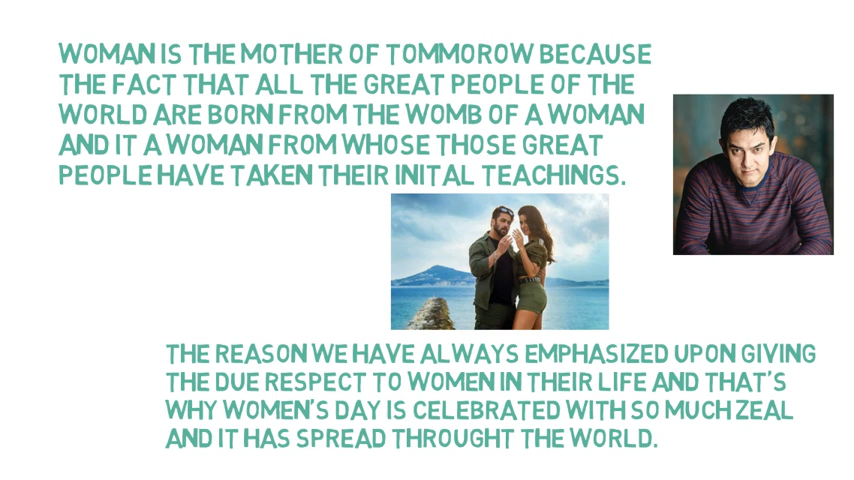 WOMAN IS THE MOTHER OF TOMMOROW BECAUSE
THE FACT THAT ALL THE GREAT PEOPLE OF THE
WORLD ARE BORN FROM THE WOMB OF A WOMAN
AND IT A WOMAN FROM WHOSE THOSE GREAT
PEOPLE HAVE TAKEN THEIR INITAL TEACHINGS.
THE REASON WE HAVE ALWAYS EMPHASIZED UPON GIVING
THE DUE RESPECT TO WOMEN IN THEIR LIFE AND THAT'S
WHY WOMEN'S DAY IS CELEBRATED WITH SO MUCH ZEAL
AND IT HAS SPREAD THROUGHT THE WORLD.